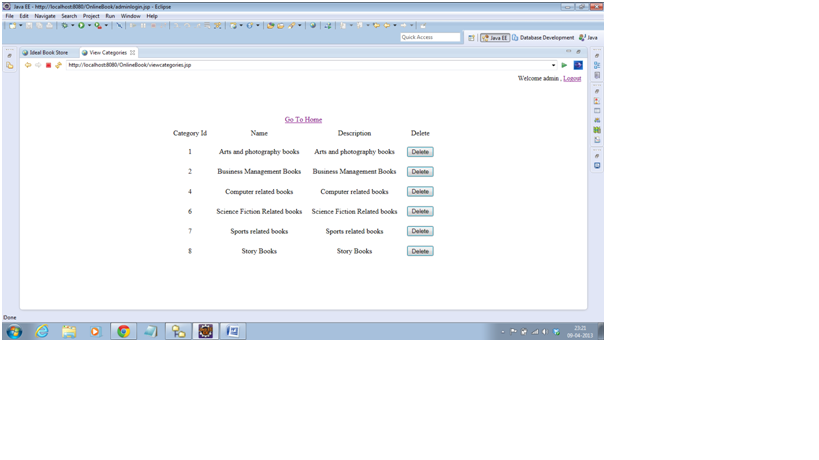 Java EE - http://localhost:8080/OnlineBook/adminlogin.jsp - Eclipse
File Edit Navigate Search Project Run Window Help
Quick Access Java EE Database Development Java
Ideal Book Store View Categories
http://localhost:8080/OnlineBook/viewcategories.jsp
Welcome admin , Logout
Go To Home
Category Id Name Description Delete
1 Arts and photography books Arts and photography books Delete
2 Business Management Books Business Management Books Delete
4 Computer related books Computer related books Delete
6 Science Fiction Related books Science Fiction Related books Delete
7 Sports related books Sports related books Delete
8 Story Books Story Books Delete
Done
23:21
08-04-2013